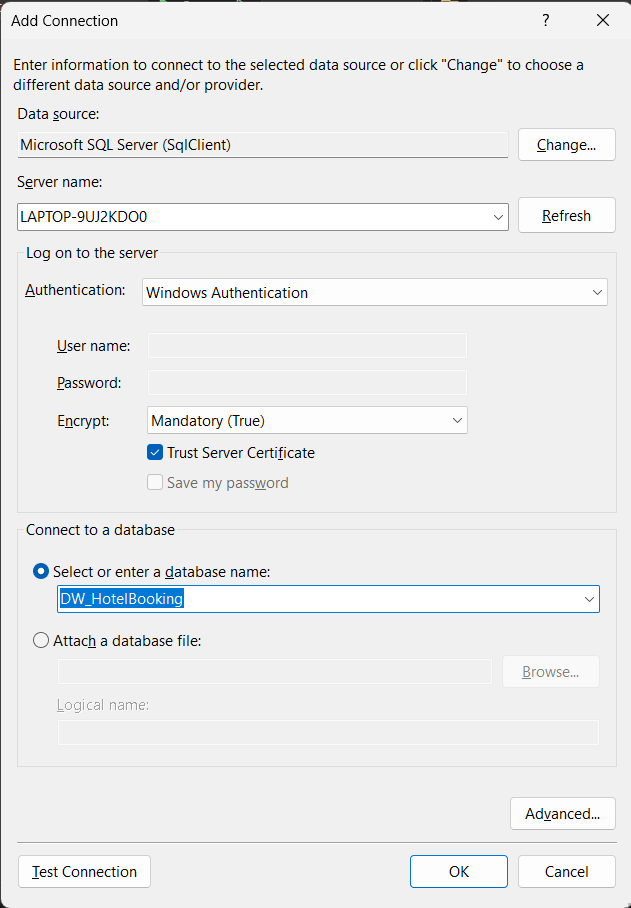 Add Connection
?
Enter information to connect to the selected data source or click "Change" to choose a
different data source and/or provider.
Data source:
Microsoft SQL Server (SqlClient)
Change...
Server name:
LAPTOP-9UJ2KDO0
Refresh
Log on to the server
Authentication:
Windows Authentication
User name:
Password:
Encrypt:
Mandatory (True)
Trust Server Certificate
Save my password
Connect to a database
Select or enter a database name:
DW_HotelBooking
Attach a database file:
Browse...
Logical name:
Advanced...
Test Connection
OK
Cancel